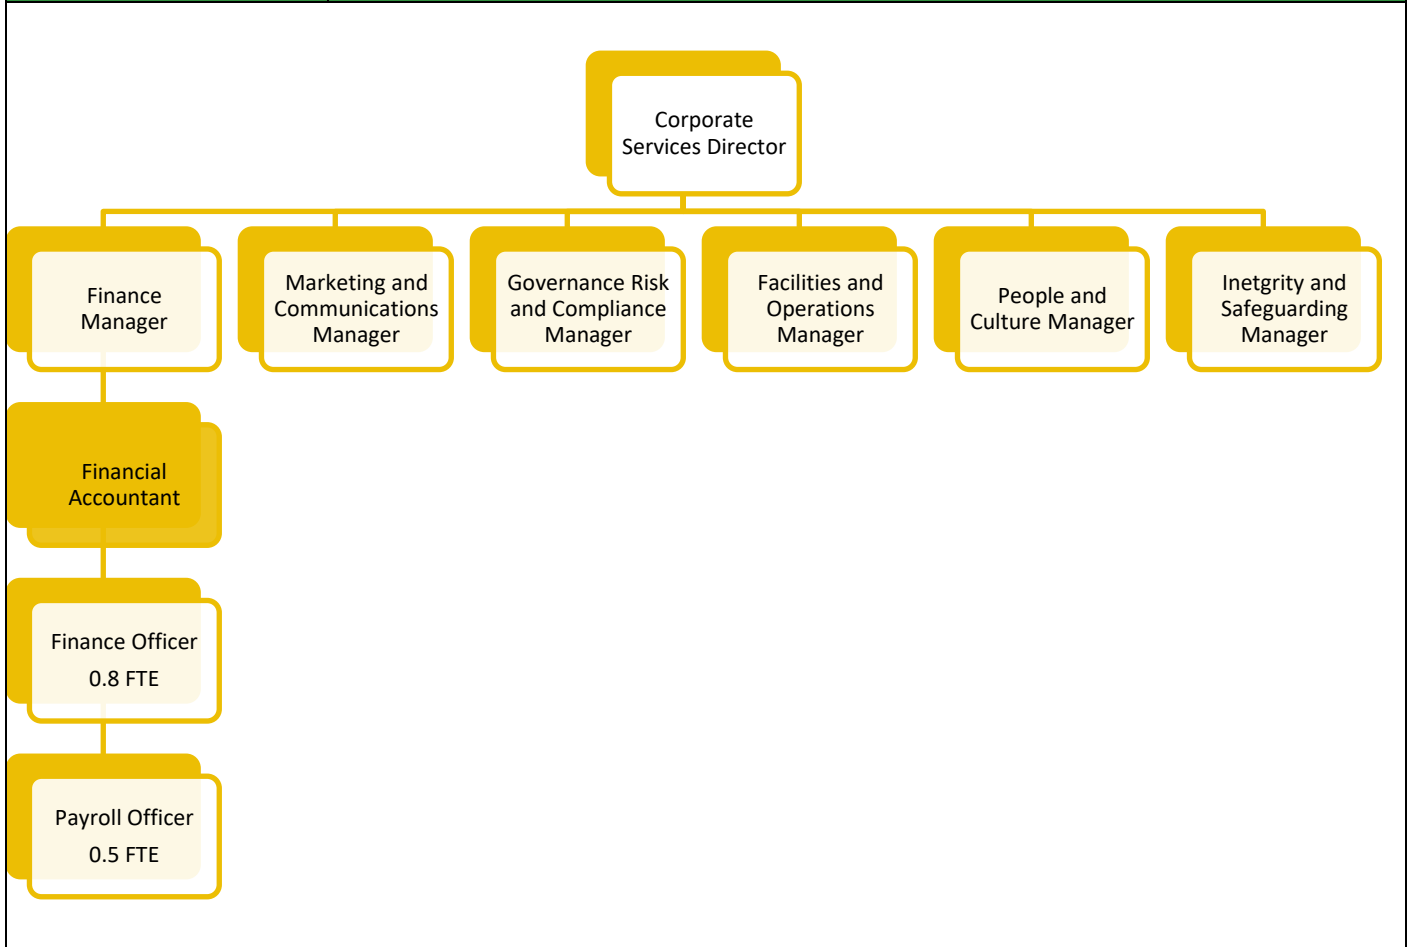 Corporate
Services Director
Finance
Manager
Marketing and
Communications
Manager
Governance Risk
and Compliance
Manager
Facilities and
Operations
Manager
People and
Culture Manager
Inetgrity and
Safeguarding
Manager
Financial
Accountant
Finance Officer
0.8 FTE
Payroll Officer
0.5 FTE